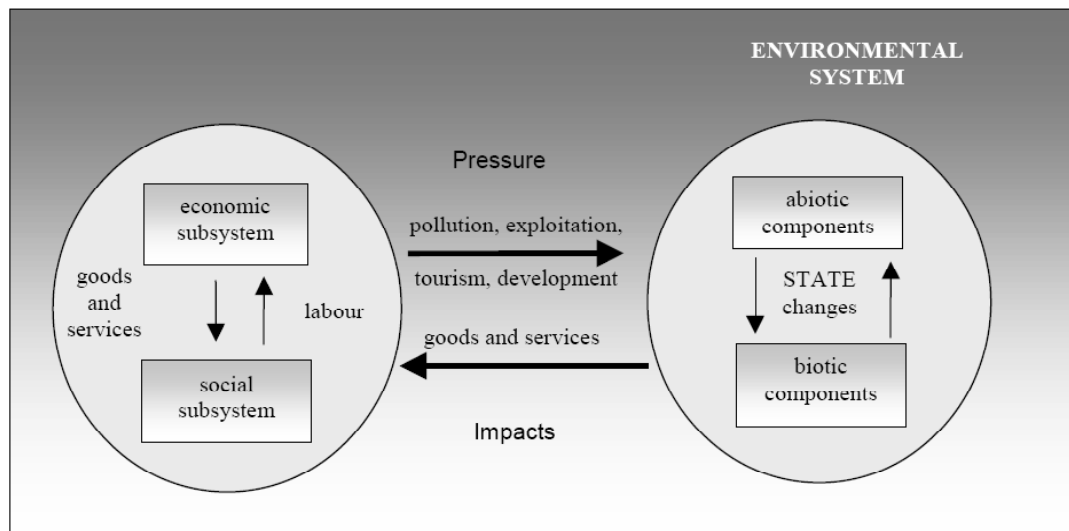 ENVIRONMENTAL
SYSTEM
Pressure
economic
subsystem
goods
and
services
labour
social
subsystem
pollution, exploitation,
tourism, development
goods and services
Impacts
abiotic
components
STATE
changes
biotic
components